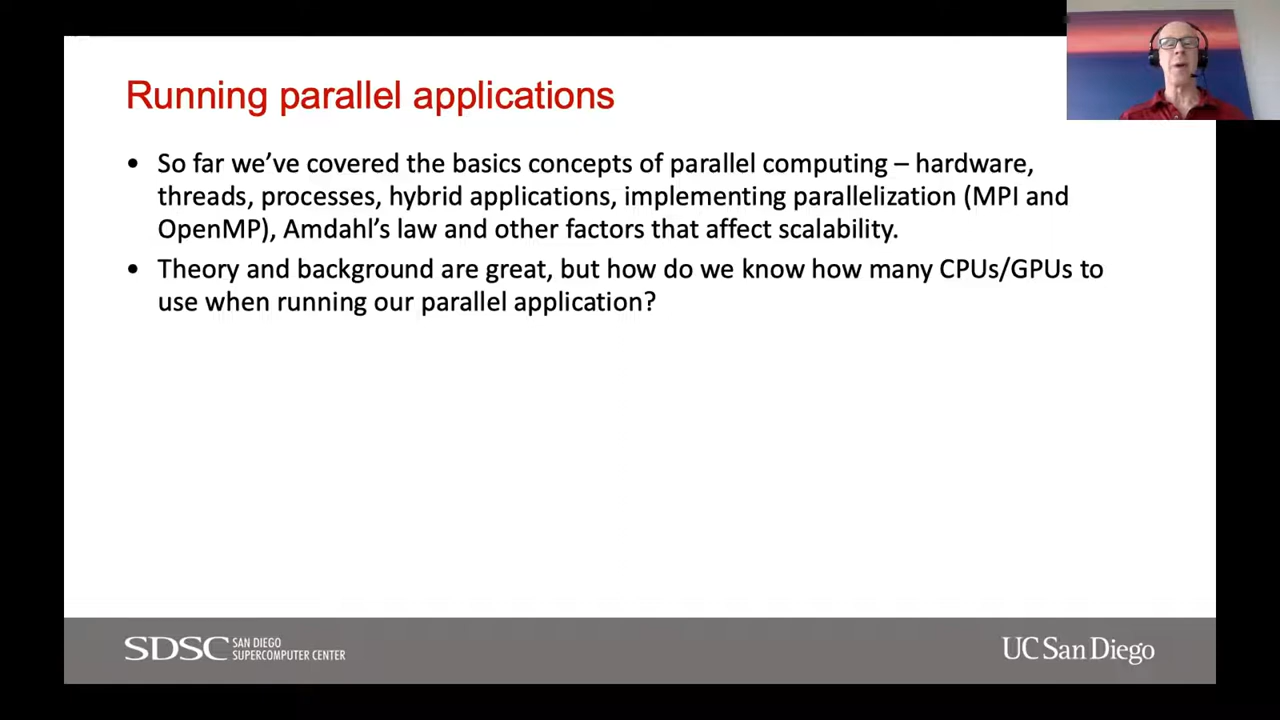 Running parallel applications
• So far we’ve covered the basics concepts of parallel computing – hardware,
threads, processes, hybrid applications, implementing parallelization (MPI and
OpenMP), Amdahl’s law and other factors that affect scalability.
• Theory and background are great, but how do we know how many CPUs/GPUs to
use when running our parallel application?
SDSC SAN DIEGO
SUPERCOMPUTER CENTER
UC San Diego